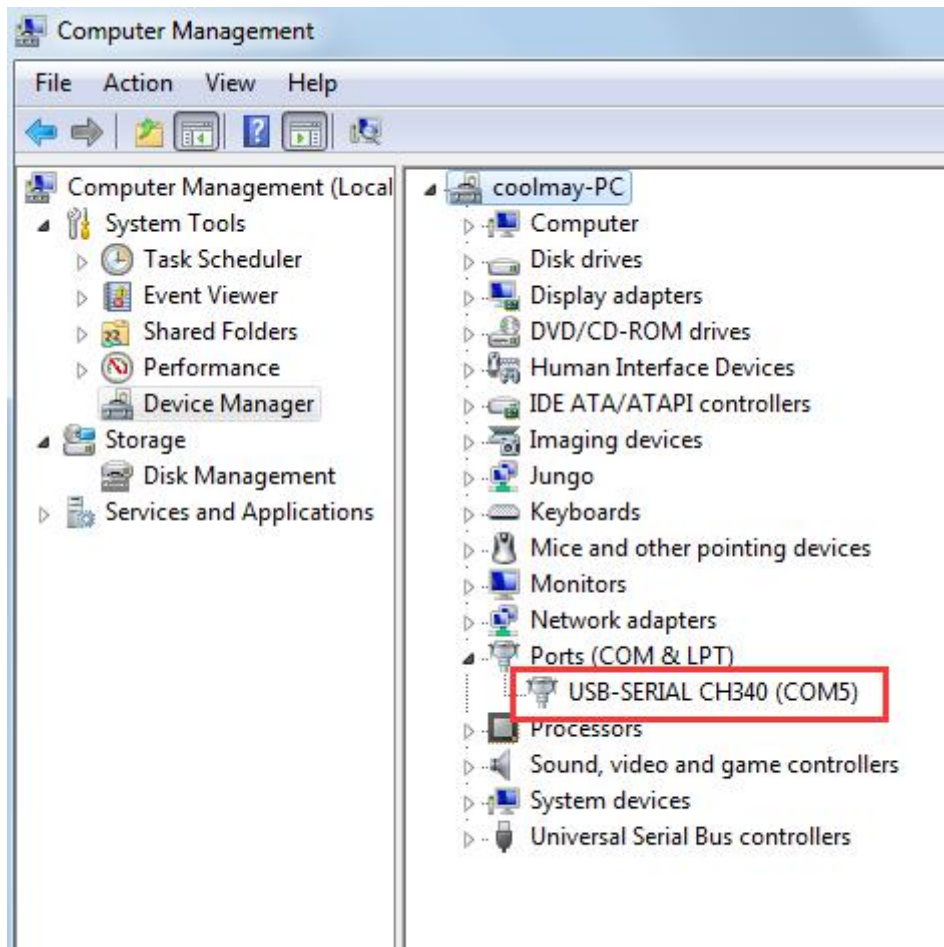 Computer Management
File Action View Help
Computer Management (Local
System Tools
Task Scheduler
Event Viewer
Shared Folders
Performance
Device Manager
Storage
Disk Management
Services and Applications
coolmay-PC
Computer
Disk drives
Display adapters
DVD/CD-ROM drives
Human Interface Devices
IDE ATA/ATAPI controllers
Imaging devices
Jungo
Keyboards
Mice and other pointing devices
Monitors
Network adapters
Ports (COM & LPT)
USB-SERIAL CH340 (COM5)
Processors
Sound, video and game controllers
System devices
Universal Serial Bus controllers